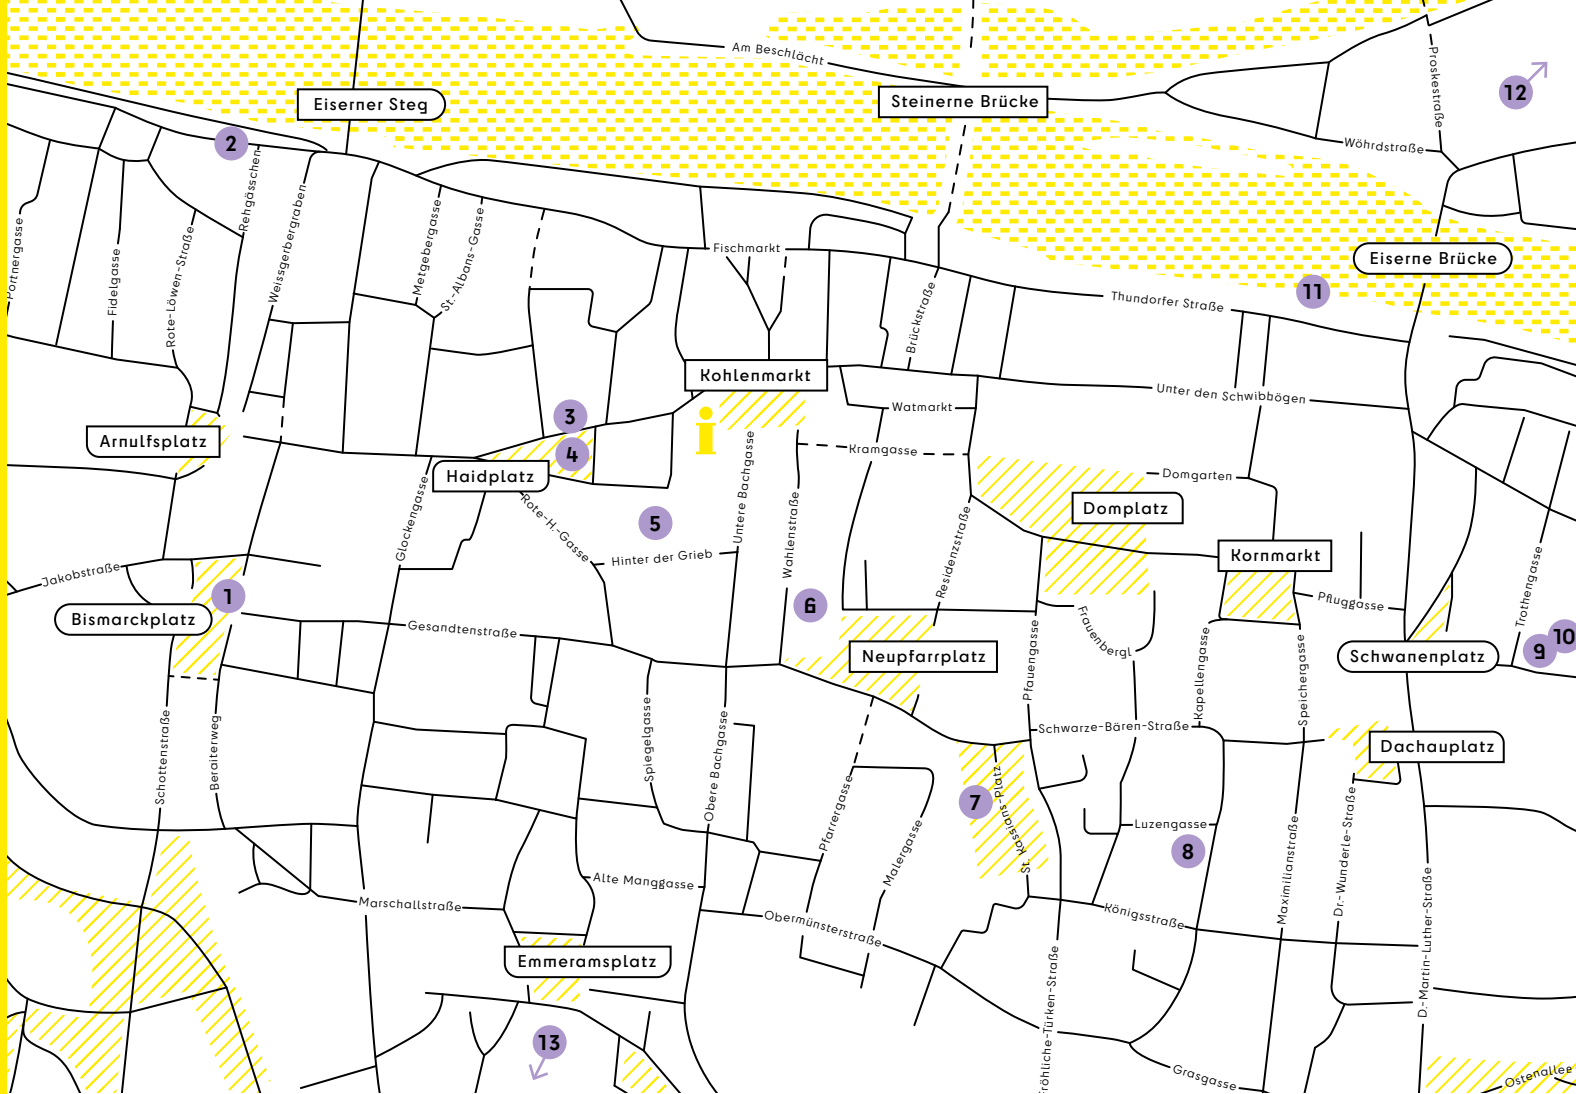 Am Beschlächt
Proskestraße
12
Eiserner Steg
Steinerne Brücke
Wöhrdstraße
2
Rehgässchen
Weissgerbergraben
Portnergasse
Fidelgasse
Rote-Löwen-Straße
Metgebergasse
St.-Albans-Gasse
Fischmarkt
Eiserne Brücke
11
Thundorfer Straße
Brückstraße
Kohlenmarkt
Unter den Schwibbögen
Watmarkt
3
i
Arnulfsplatz
4
Kramgasse
Haidplatz
Domgarten
Glockengasse
Rote-H.-Gasse
5
Untere Bachgasse
Wahlenstraße
Residenzstraße
Domplatz
Hinter der Grieb
Kornmarkt
Jakobstraße
1
6
Pfluggasse
Trothengasse
Bismarckplatz
Gesandtenstraße
Frauenbergl
Neupfarrplatz
Schwanenplatz
9
10
Pfauengasse
Kapellengasse
Speichergasse
Schwarze-Bären-Straße
Dachauplatz
Schottenstraße
Beraiterweg
Spiegelgasse
Obere Bachgasse
7
St. Kassians-Platz
Pfarrergasse
Malergasse
Luzengasse
8
Maximilianstraße
Dr.-Wunderle-Straße
D.-Martin-Luther-Straße
Alte Manggasse
Marschallstraße
Obermünsterstraße
Königsstraße
Emmeramsplatz
13
Fröhliche-Türken-Straße
Grasgasse
Ostenallee